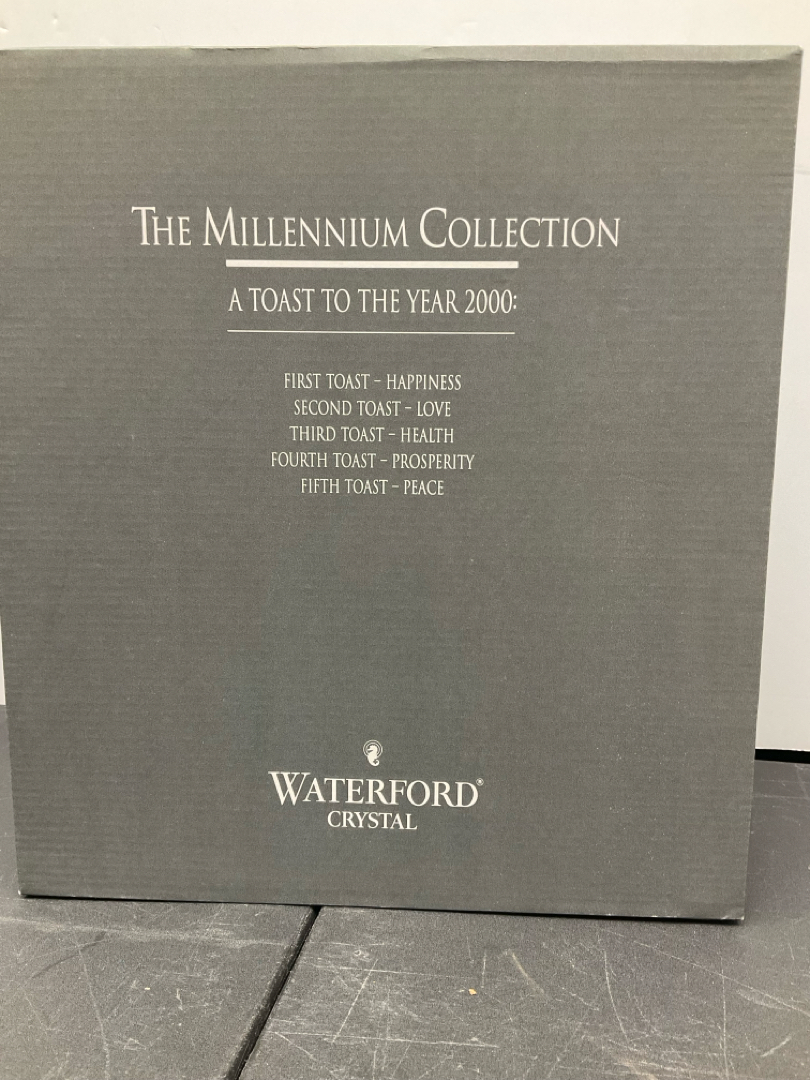 THE MILLENNIUM COLLECTION
A TOAST TO THE YEAR 2000:
FIRST TOAST – HAPPINESS
SECOND TOAST – LOVE
THIRD TOAST – HEALTH
FOURTH TOAST – PROSPERITY
FIFTH TOAST – PEACE
WATERFORD®
CRYSTAL